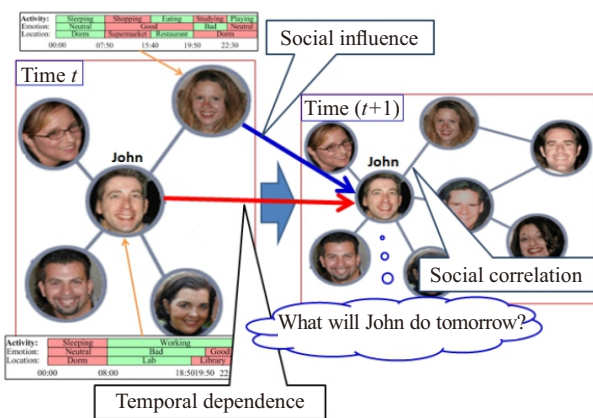 Activity: Sleeping Shopping Eating Studying Playing
Emotion: Neutral Good Bad Neutral
Location: Dorm Supermarket Restaurant Dorm
00:00 07:50 15:40 19:50 22:30
Social influence
Time t
Time (t+1)
John
John
Social correlation
What will John do tomorrow?
Activity: Sleeping Working
Emotion: Neutral Bad Good
Location: Dorm Lab Library
00:00 08:00 18:50 19:50
Temporal dependence